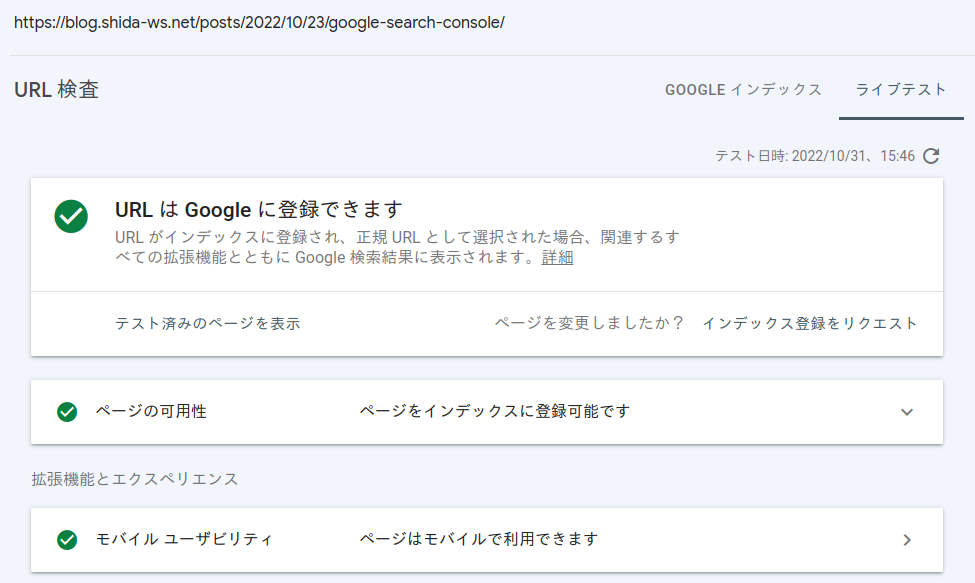 https://blog.shida-ws.net/posts/2022/10/23/google-search-console/
URL 検査
GOOGLE インデックス
ライブテスト
テスト日時: 2022/10/31、15:46
URL は Google に登録できます
URL がインデックスに登録され、正規 URL として選択された場合、関連するす
べての拡張機能とともに Google 検索結果に表示されます。詳細
テスト済みのページを表示
ページを変更しましたか？ インデックス登録をリクエスト
ページの可用性
ページをインデックスに登録可能です
拡張機能とエクスペリエンス
モバイル ユーザビリティ
ページはモバイルで利用できます